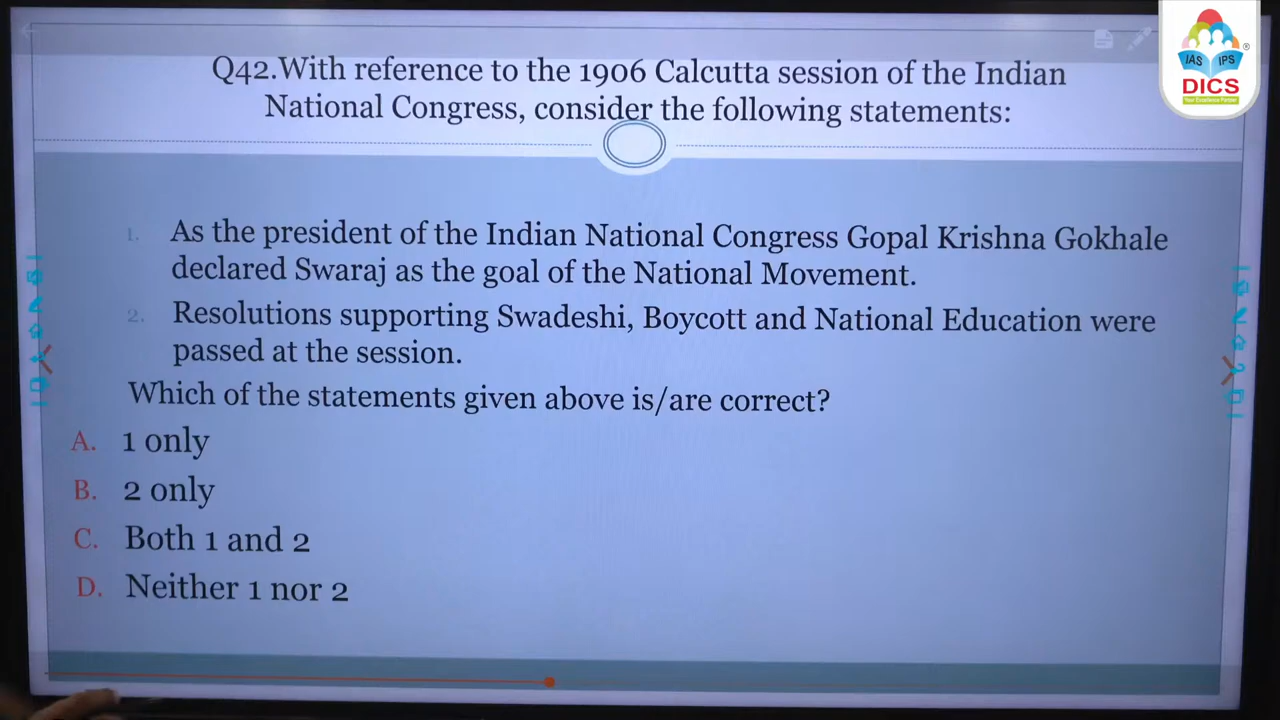 IAS IPS
DICS
Your Excellence Partner
Q42.With reference to the 1906 Calcutta session of the Indian
National Congress, consider the following statements:
1. As the president of the Indian National Congress Gopal Krishna Gokhale
declared Swaraj as the goal of the National Movement.
2. Resolutions supporting Swadeshi, Boycott and National Education were
passed at the session.
Which of the statements given above is/are correct?
A. 1 only
B. 2 only
C. Both 1 and 2
D. Neither 1 nor 2